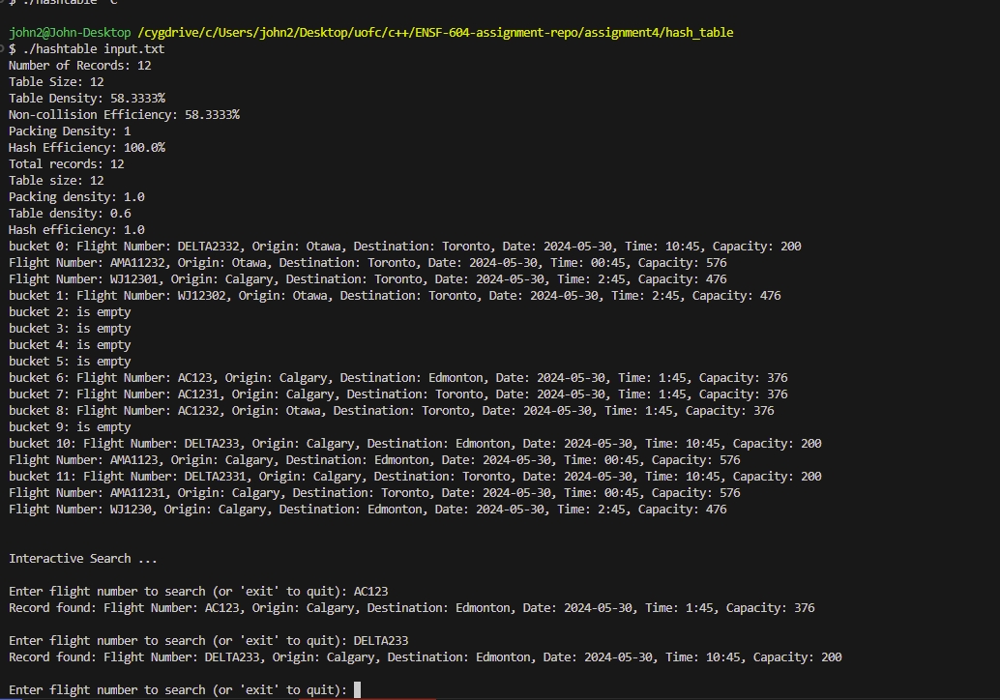 $ ./hashtable ^C
john2@John-Desktop /cygdrive/c/Users/john2/Desktop/uofc/c++/ENSF-604-assignment-repo/assignment4/hash_table
$ ./hashtable input.txt
Number of Records: 12
Table Size: 12
Table Density: 58.3333%
Non-collision Efficiency: 58.3333%
Packing Density: 1
Hash Efficiency: 100.0%
Total records: 12
Table size: 12
Packing density: 1.0
Table density: 0.6
Hash efficiency: 1.0
bucket 0: Flight Number: DELTA2332, Origin: Otawa, Destination: Toronto, Date: 2024-05-30, Time: 10:45, Capacity: 200
Flight Number: AMA11232, Origin: Otawa, Destination: Toronto, Date: 2024-05-30, Time: 00:45, Capacity: 576
Flight Number: WJ12301, Origin: Calgary, Destination: Toronto, Date: 2024-05-30, Time: 2:45, Capacity: 476
bucket 1: Flight Number: WJ12302, Origin: Otawa, Destination: Toronto, Date: 2024-05-30, Time: 2:45, Capacity: 476
bucket 2: is empty
bucket 3: is empty
bucket 4: is empty
bucket 5: is empty
bucket 6: Flight Number: AC123, Origin: Calgary, Destination: Edmonton, Date: 2024-05-30, Time: 1:45, Capacity: 376
bucket 7: Flight Number: AC1231, Origin: Calgary, Destination: Toronto, Date: 2024-05-30, Time: 1:45, Capacity: 376
bucket 8: Flight Number: AC1232, Origin: Otawa, Destination: Toronto, Date: 2024-05-30, Time: 1:45, Capacity: 376
bucket 9: is empty
bucket 10: Flight Number: DELTA233, Origin: Calgary, Destination: Edmonton, Date: 2024-05-30, Time: 10:45, Capacity: 200
Flight Number: AMA1123, Origin: Calgary, Destination: Edmonton, Date: 2024-05-30, Time: 00:45, Capacity: 576
bucket 11: Flight Number: DELTA2331, Origin: Calgary, Destination: Toronto, Date: 2024-05-30, Time: 10:45, Capacity: 200
Flight Number: AMA11231, Origin: Calgary, Destination: Toronto, Date: 2024-05-30, Time: 00:45, Capacity: 576
Flight Number: WJ1230, Origin: Calgary, Destination: Edmonton, Date: 2024-05-30, Time: 2:45, Capacity: 476
Interactive Search ...
Enter flight number to search (or 'exit' to quit): AC123
Record found: Flight Number: AC123, Origin: Calgary, Destination: Edmonton, Date: 2024-05-30, Time: 1:45, Capacity: 376
Enter flight number to search (or 'exit' to quit): DELTA233
Record found: Flight Number: DELTA233, Origin: Calgary, Destination: Edmonton, Date: 2024-05-30, Time: 10:45, Capacity: 200
Enter flight number to search (or 'exit' to quit):